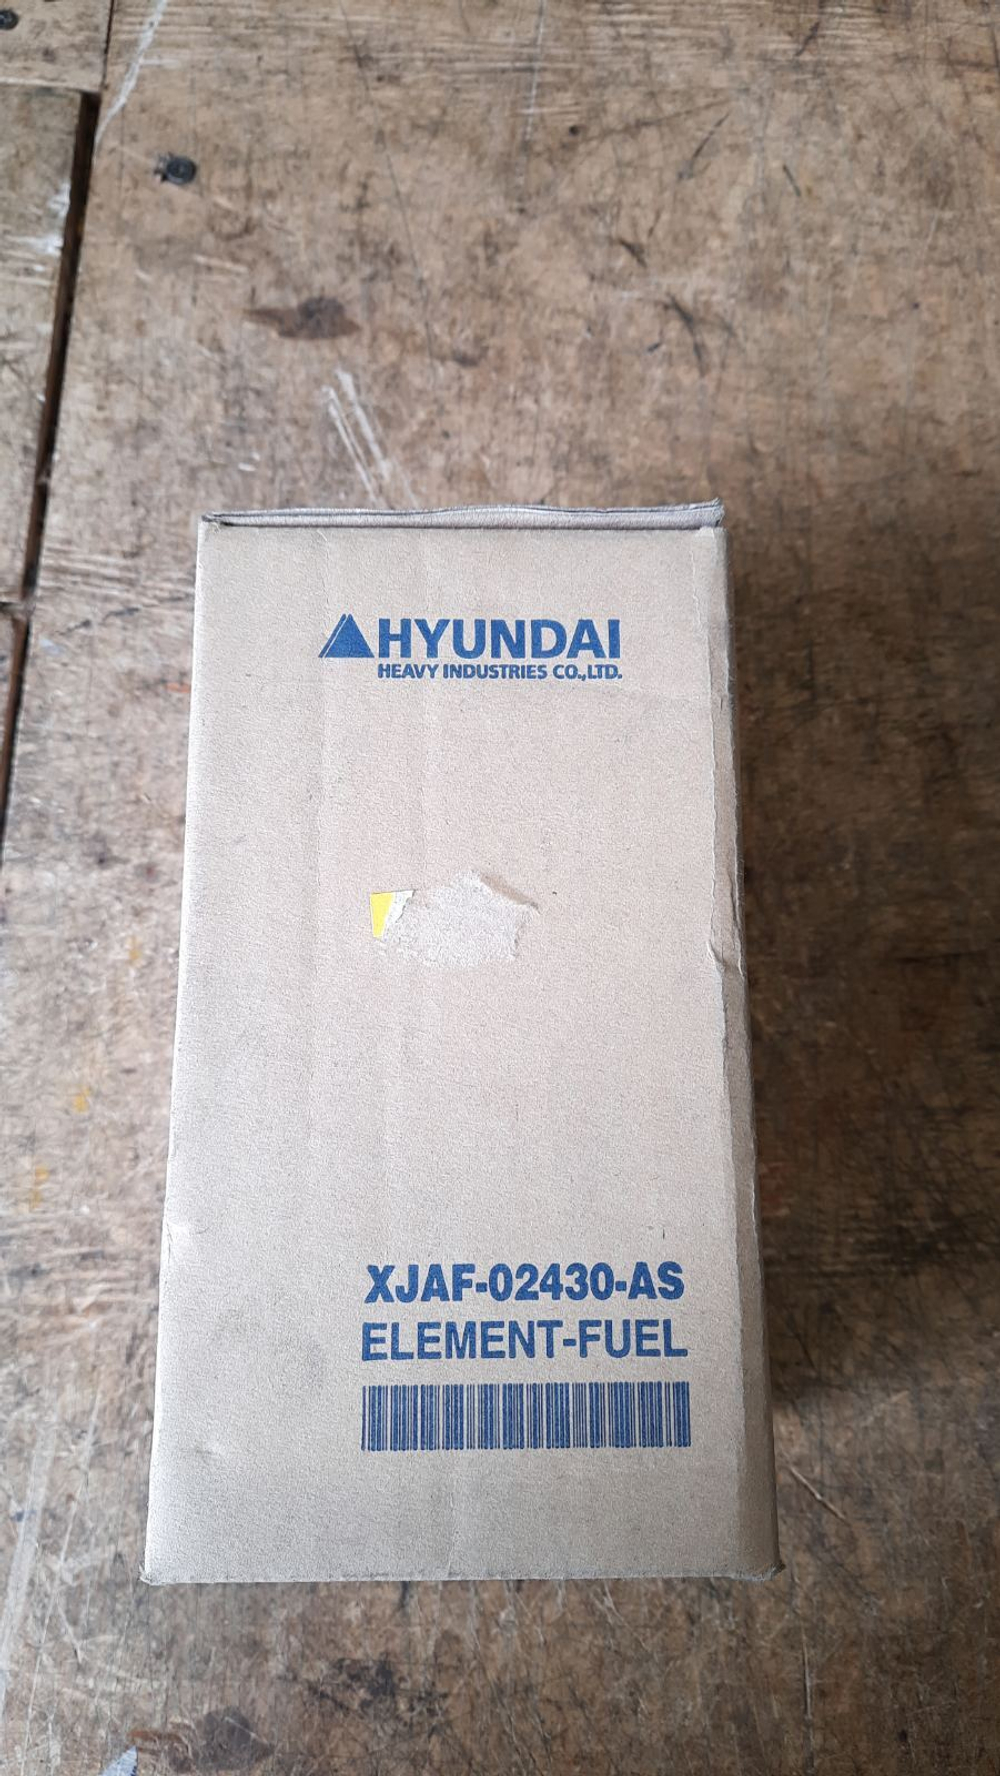 HYUNDAI
HEAVY INDUSTRIES CO.,LTD.
XJAF-02430-AS
ELEMENT-FUEL